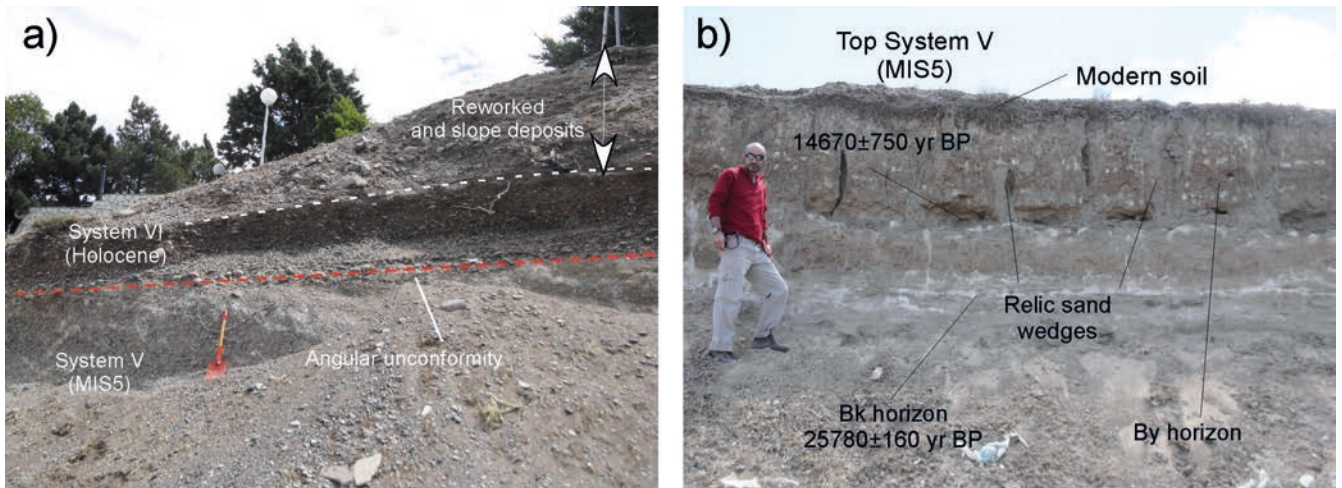 a)
Reworked
and slope deposits
System VI
(Holocene)
System V
(MIS5)
Angular unconformity
b)
Top System V
(MIS5)
Modern soil
14670±750 yr BP
Relic sand
wedges
Bk horizon
25780±160 yr BP
By horizon